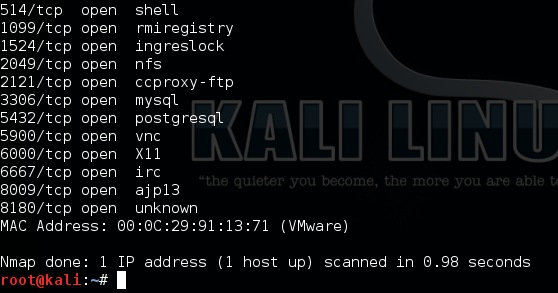 514/tcp  open  shell
1099/tcp open  rmiregistry
1524/tcp open  ingreslock
2049/tcp open  nfs
2121/tcp open  ccproxy-ftp
3306/tcp open  mysql
5432/tcp open  postgresql
5900/tcp open  vnc
6000/tcp open  X11
6667/tcp open  irc
8009/tcp open  ajp13
8180/tcp open  unknown
KALI LINU
“the quieter you become, the more you are able to
MAC Address: 00:0C:29:91:13:71 (VMware)
Nmap done: 1 IP address (1 host up) scanned in 0.98 seconds
root@kali:~#